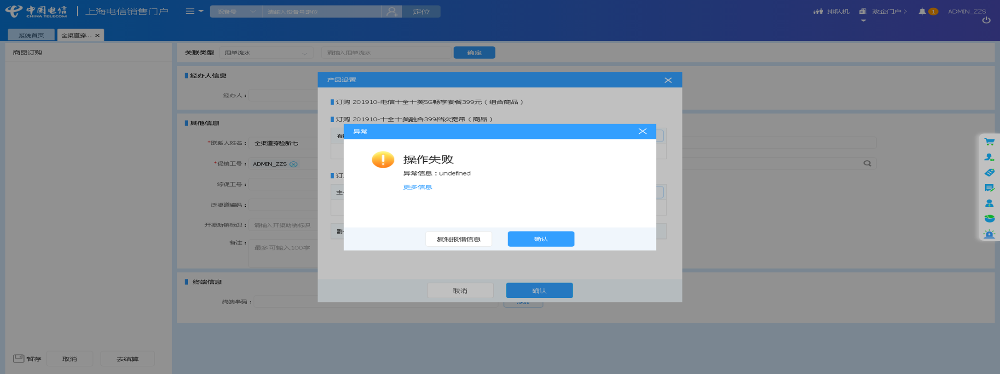 中国电信 CHINA TELECOM 上海电信销售门户 设备号 请输入设备号定位 定位 排队机 政企门户 1 ADMIN_ZZS
系统首页 全渠道穿... ×
商品订购
关联类型 甩单流水 请输入甩单流水 确定
经办人信息
经办人：
其他信息
*联系人姓名： 全渠道穿验新七
*促销工号： ADMIN_ZZS
综促工号：
泛渠道编码：
开渠助销标识： 请输入开渠助销标识
备注： 最多可输入100字
终端信息
终端串码： 添加
暂存 取消 去结算
产品设置
订购 201910-电信十全十美5G畅享套餐399元（组合商品）
订购 201910-十全十美融合399档次宽带（商品）
有
订
主
副
取消 确认
异常
操作失败
异常信息：undefined
更多信息
复制报错信息 确认